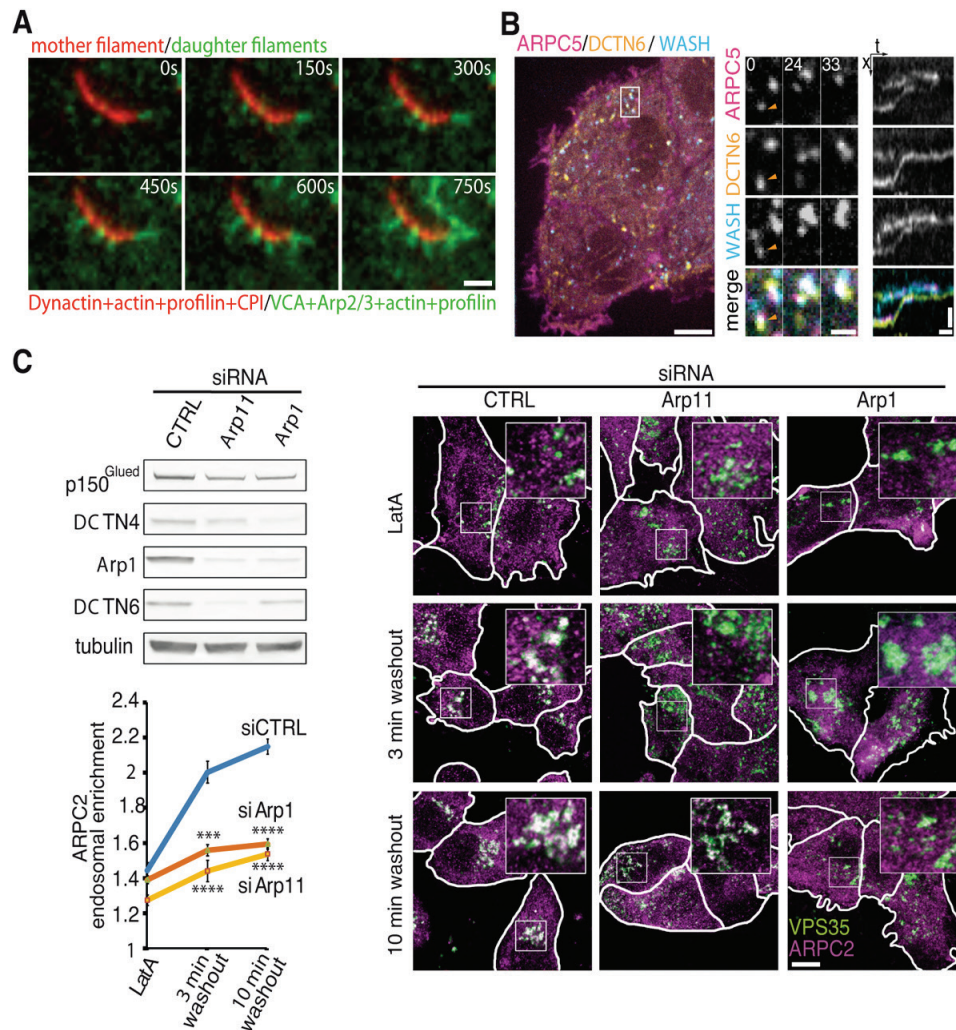 A
mother filament/daughter filaments
0s
150s
300s
450s
600s
750s
Dynactin+actin+profilin+CPI/VCA+Arp2/3+actin+profilin
B
ARPC5/DCTN6/ WASH
0 24 33
t
x
ARPC5
DCTN6
WASH
merge
C
siRNA
CTRL
Arp11
Arp1
p150Glued
DCTN4
Arp1
DCTN6
tubulin
ARPC2
endosomal enrichment
2.4
2.2
2
1.8
1.6
1.4
1.2
1
siCTRL
siArp1
siArp11
***
****
****
****
LatA
3 min
washout
10 min
washout
siRNA
CTRL
Arp11
Arp1
LatA
3 min washout
10 min washout
VPS35
ARPC2